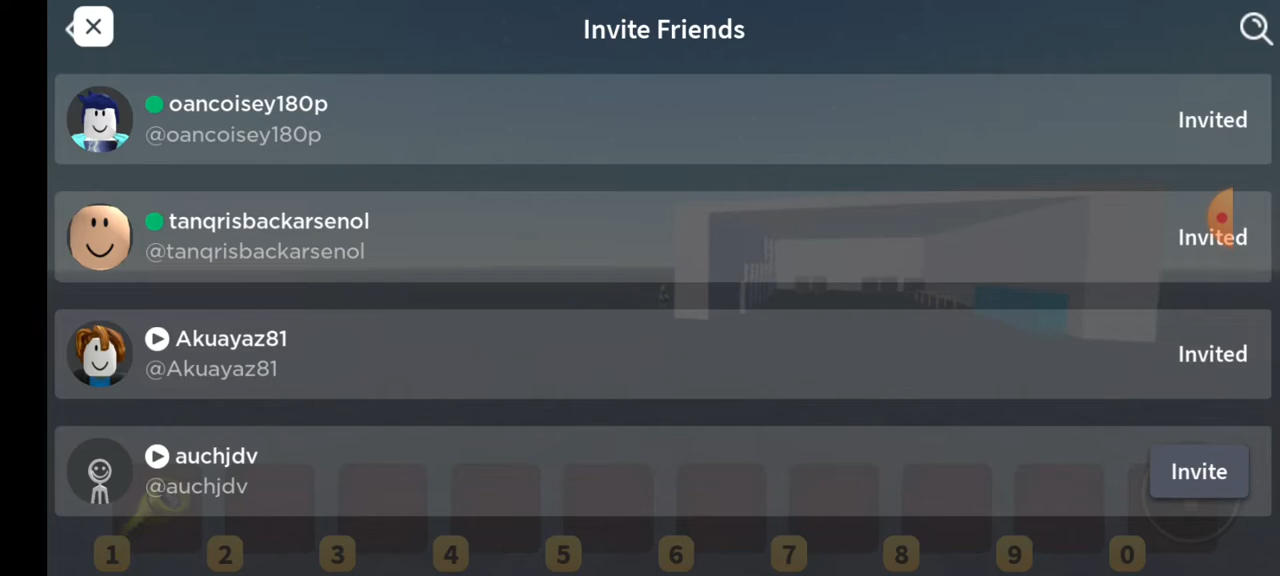 Invite Friends
oancoisey180p
@oancoisey180p
Invited
tanqrisbackarsenol
@tanqrisbackarsenol
Invited
Akuayaz81
@Akuayaz81
Invited
auchjdv
@auchjdv
Invite
1 2 3 4 5 6 7 8 9 0